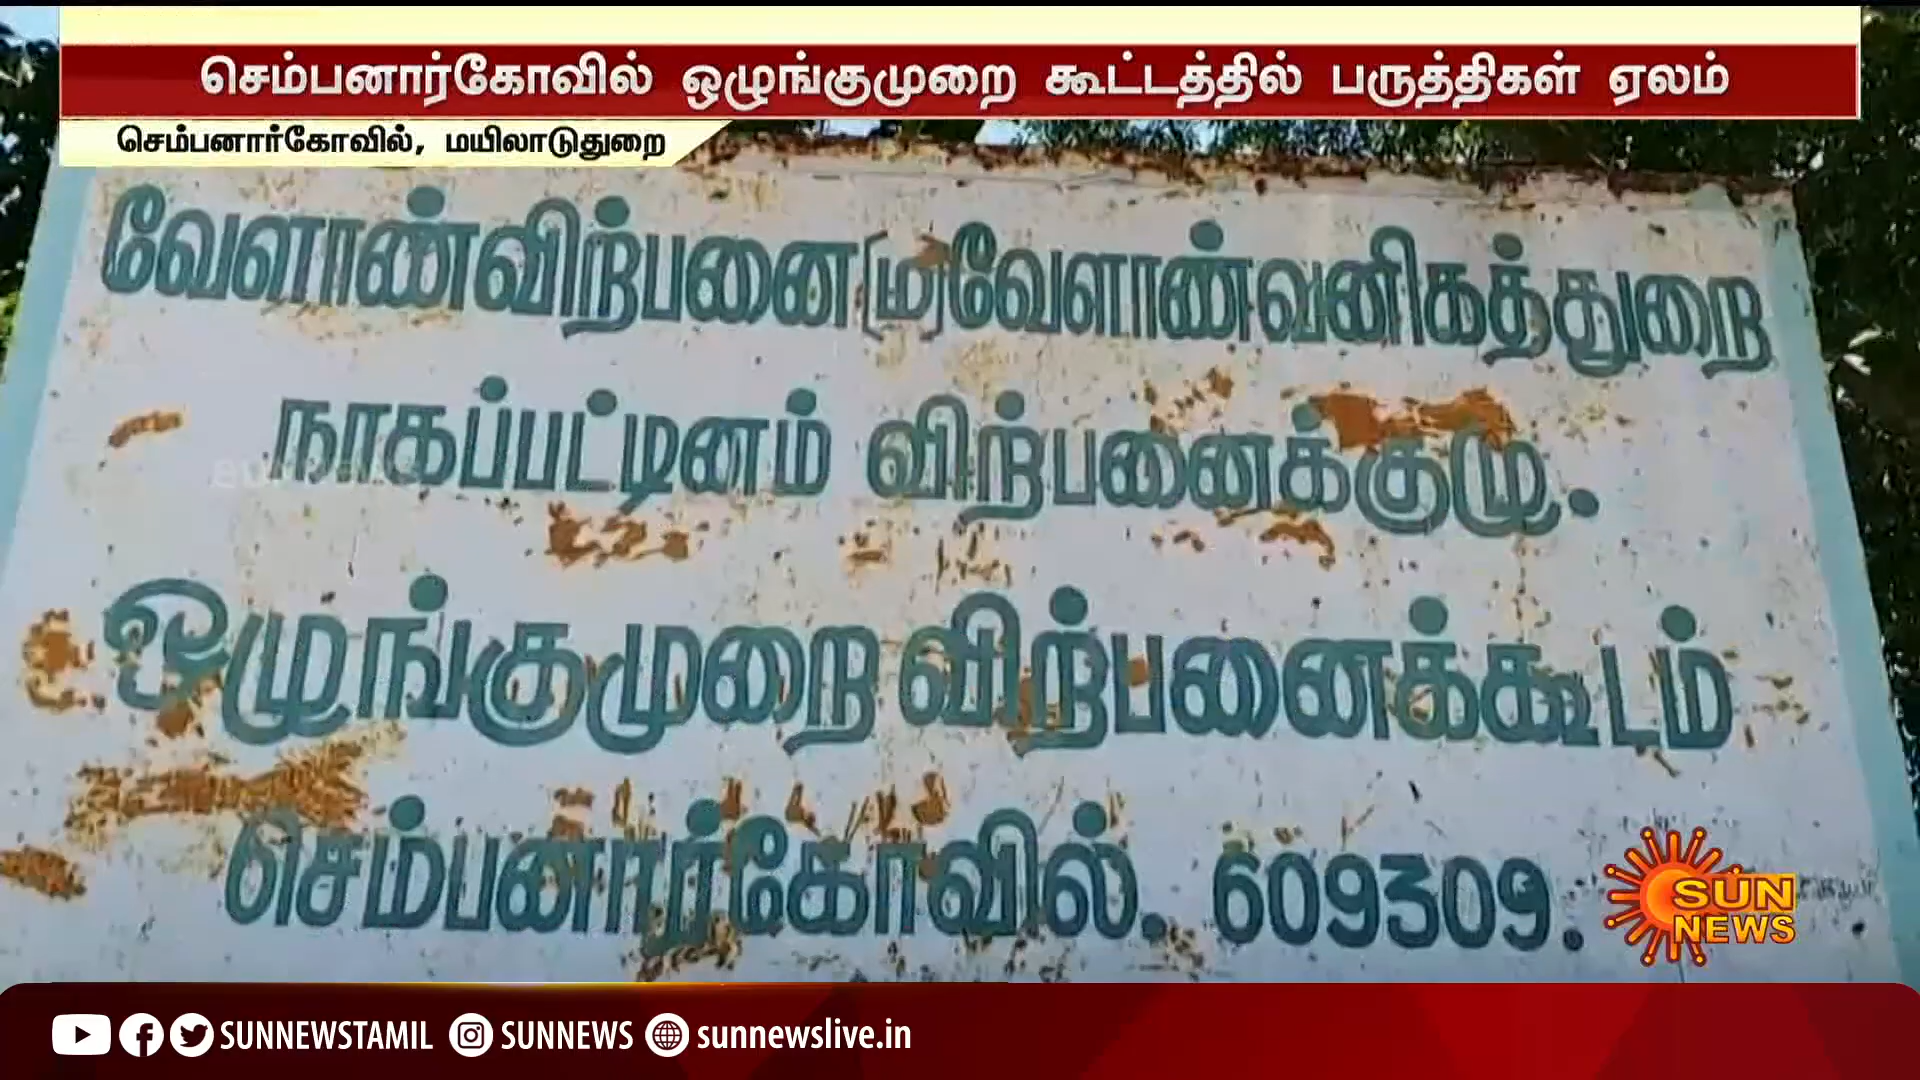 செம்பனார்கோவில் ஒழுங்குமுறை கூட்டத்தில் பருத்திகள் ஏலம்
செம்பனார்கோவில், மயிலாடுதுறை
வேளாண்விற்பனை(ம)வேளாண்வணிகத்துறை
நாகப்பட்டினம் விற்பனைக்குழு.
ஒழுங்குமுறை விற்பனைக்கூடம்
செம்பனார்கோவில். 609309.
SUN
NEWS
SUNNEWSTAMIL SUNNEWS sunnewslive.in